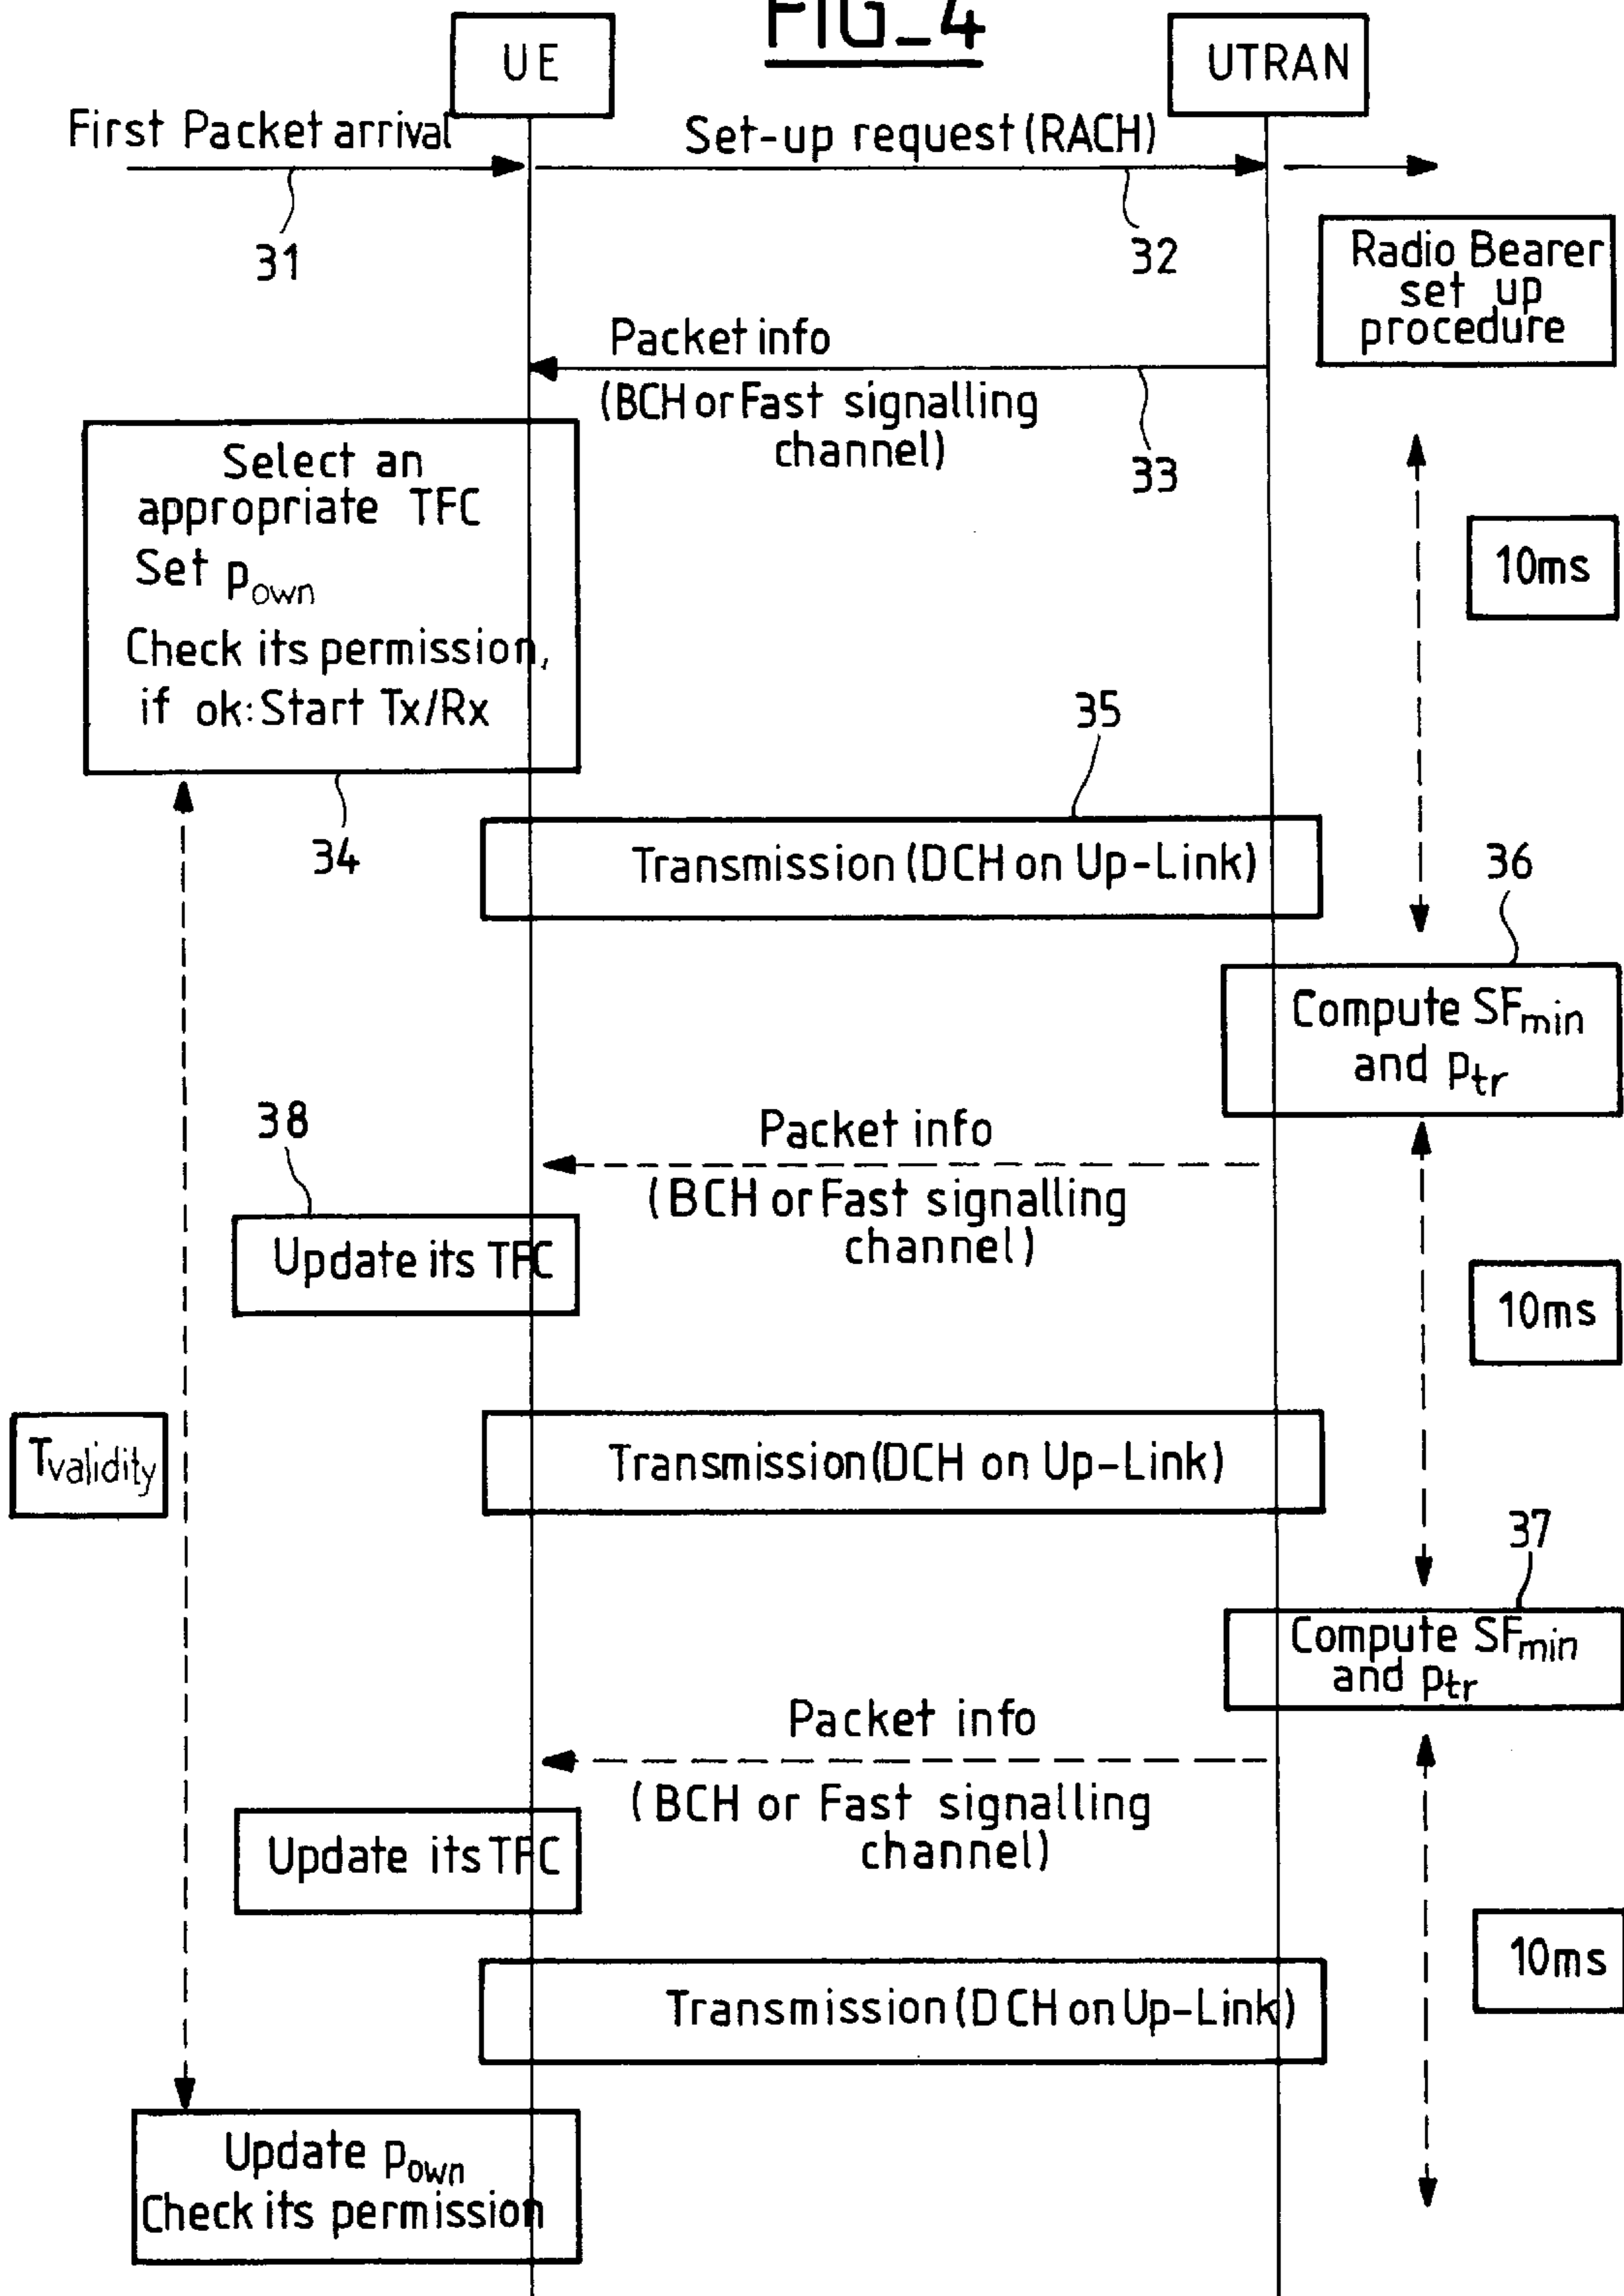 FIG_4
UE
UTRAN
First Packet arrival
Set-up request (RACH)
31
32
Radio Bearer
set up
procedure
Packet info
(BCH or Fast signalling
channel)
33
Select an
appropriate TFC
Set pown
Check its permission,
if ok: Start Tx/Rx
10ms
34
35
Transmission (DCH on Up-Link)
36
Compute SFmin
and ptr
Packet info
(BCH or Fast signalling
channel)
38
Update its TFC
10ms
Tvalidity
Transmission (DCH on Up-Link)
37
Compute SFmin
and ptr
Packet info
(BCH or Fast signalling
channel)
Update its TFC
10ms
Transmission (DCH on Up-Link)
Update pown
Check its permission